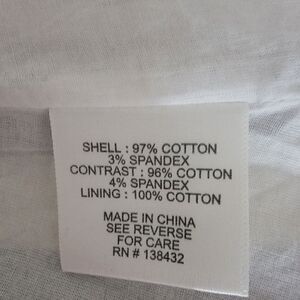 SHELL : 97% COTTON
3% SPANDEX
CONTRAST : 96% COTTON
4% SPANDEX
LINING : 100% COTTON
MADE IN CHINA
SEE REVERSE
FOR CARE
RN # 138432